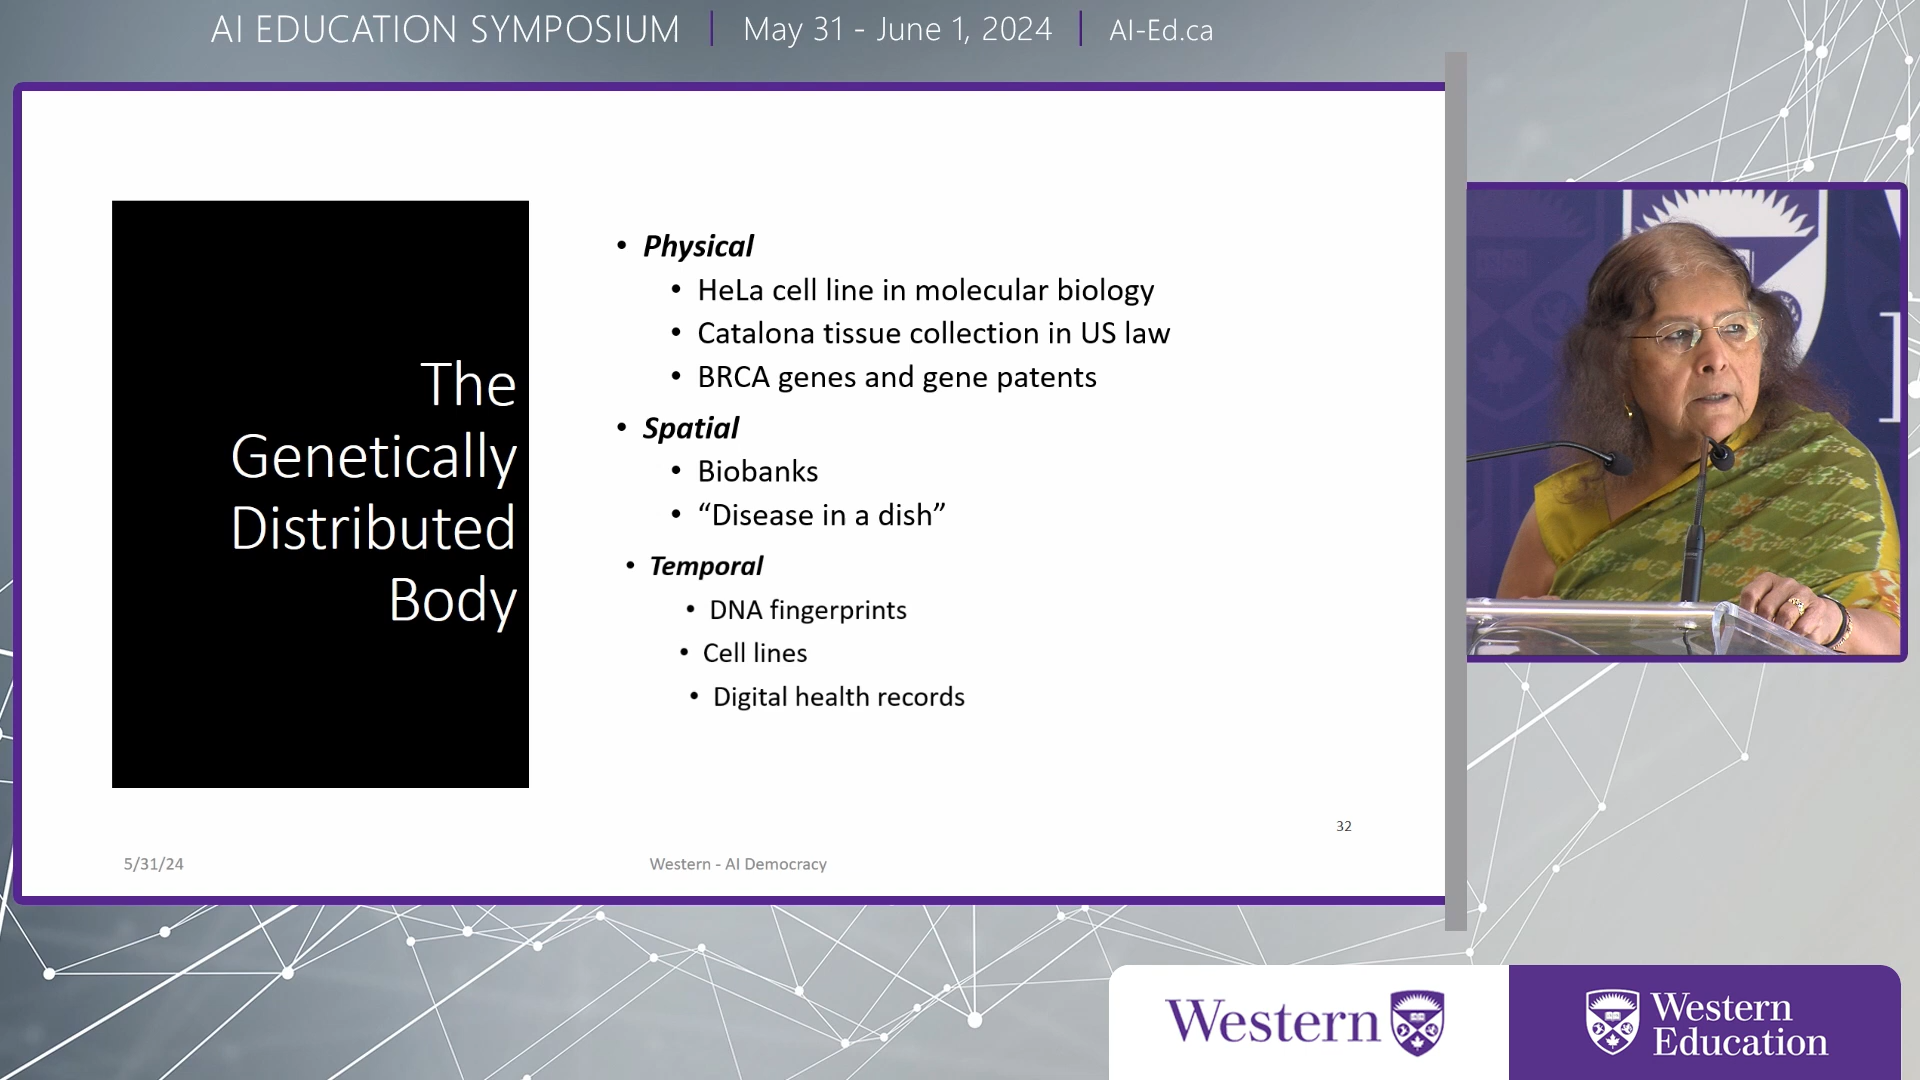 AI EDUCATION SYMPOSIUM | May 31 - June 1, 2024 | AI-Ed.ca
The
Genetically
Distributed
Body
• Physical
• HeLa cell line in molecular biology
• Catalona tissue collection in US law
• BRCA genes and gene patents
• Spatial
• Biobanks
• “Disease in a dish”
• Temporal
• DNA fingerprints
• Cell lines
• Digital health records
32
5/31/24
Western - AI Democracy
Western
Western
Education